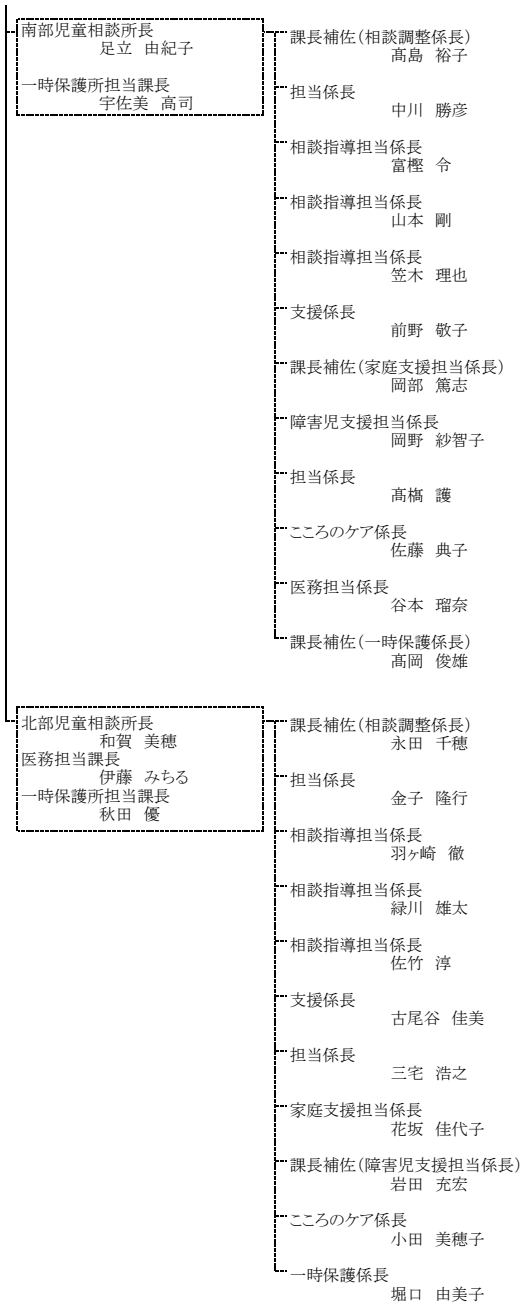 南部児童相談所長
足立 由紀子
一時保護所担当課長
宇佐美 高司
課長補佐(相談調整係長)
髙島 裕子
担当係長
中川 勝彦
相談指導担当係長
富樫 令
相談指導担当係長
山本 剛
相談指導担当係長
笠木 理也
支援係長
前野 敬子
課長補佐(家庭支援担当係長)
岡部 篤志
障害児支援担当係長
岡野 紗智子
担当係長
髙槗 護
こころのケア係長
佐藤 典子
医務担当係長
谷本 瑠奈
課長補佐(一時保護係長)
髙岡 俊雄
北部児童相談所長
和賀 美穂
医務担当課長
伊藤 みちる
一時保護所担当課長
秋田 優
課長補佐(相談調整係長)
永田 千穂
担当係長
金子 隆行
相談指導担当係長
羽ヶ崎 徹
相談指導担当係長
緑川 雄太
相談指導担当係長
佐竹 淳
支援係長
古尾谷 佳美
担当係長
三宅 浩之
家庭支援担当係長
花坂 佳代子
課長補佐(障害児支援担当係長)
岩田 充宏
こころのケア係長
小田 美穂子
一時保護係長
堀口 由美子